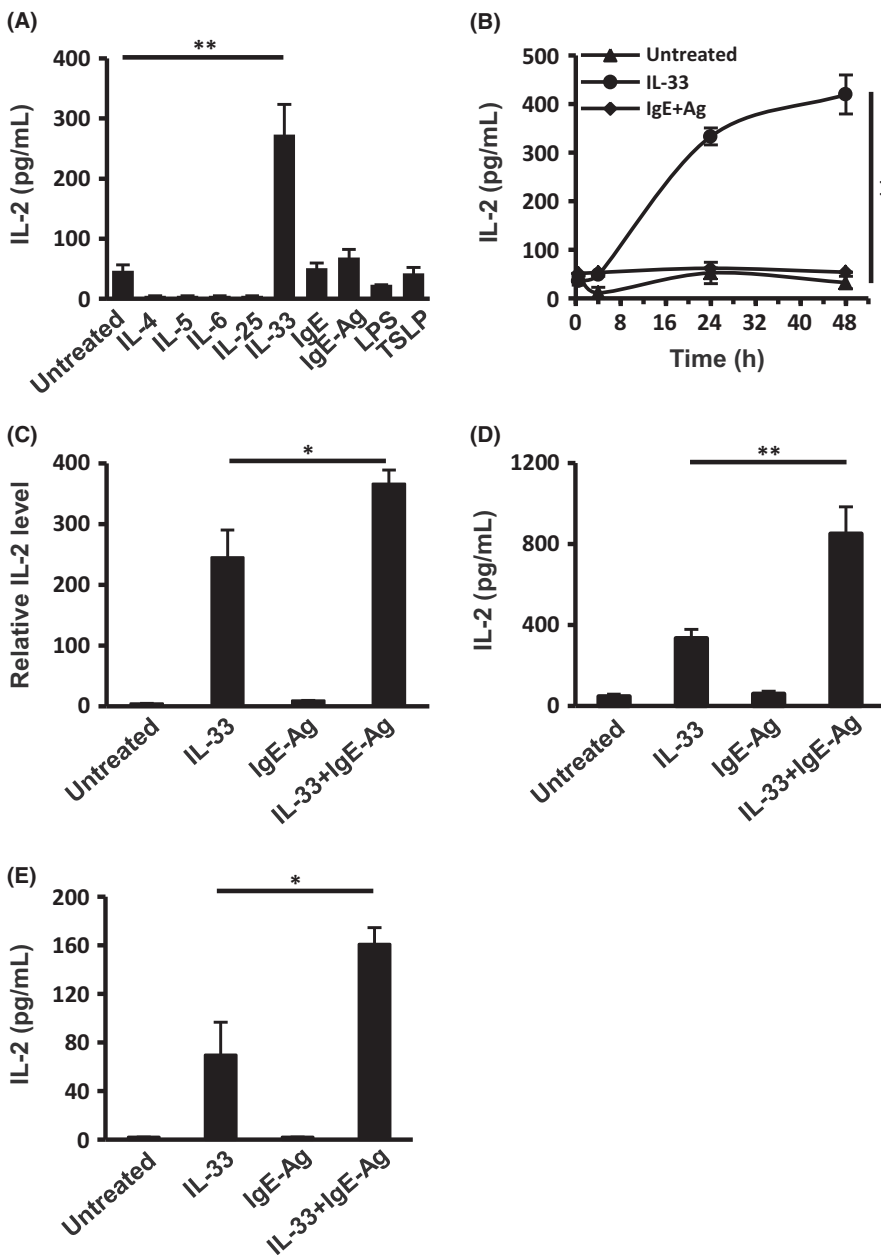 (A)
**
400
300
200
100
0
IL-2 (pg/mL)
Untreated
IL-4
IL-5
IL-6
IL-25
IL-33
IgE
IgE-Ag
LPS
TSLP
(B)
500
400
300
200
100
0
IL-2 (pg/mL)
Untreated
IL-33
IgE+Ag
0 8 16 24 32 40 48
Time (h)
(C)
*
400
300
200
100
0
Relative IL-2 level
Untreated
IL-33
IgE-Ag
IL-33+IgE-Ag
(D)
**
1200
800
400
0
IL-2 (pg/mL)
Untreated
IL-33
IgE-Ag
IL-33+IgE-Ag
(E)
*
200
160
120
80
40
0
IL-2 (pg/mL)
Untreated
IL-33
IgE-Ag
IL-33+IgE-Ag